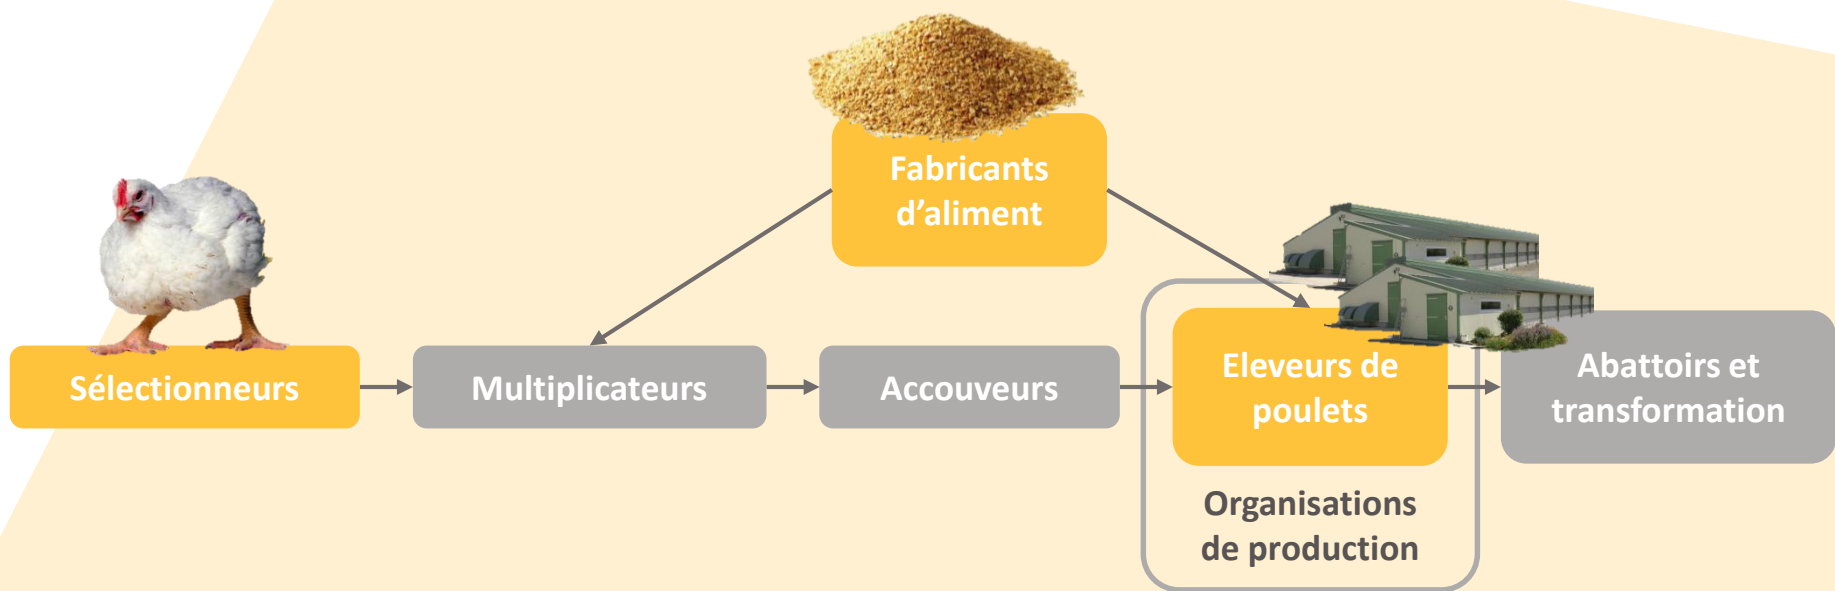 Fabricants
d’aliment
Sélectionneurs
Multiplicateurs
Accouveurs
Eleveurs de
poulets
Abattoirs et
transformation
Organisations
de production